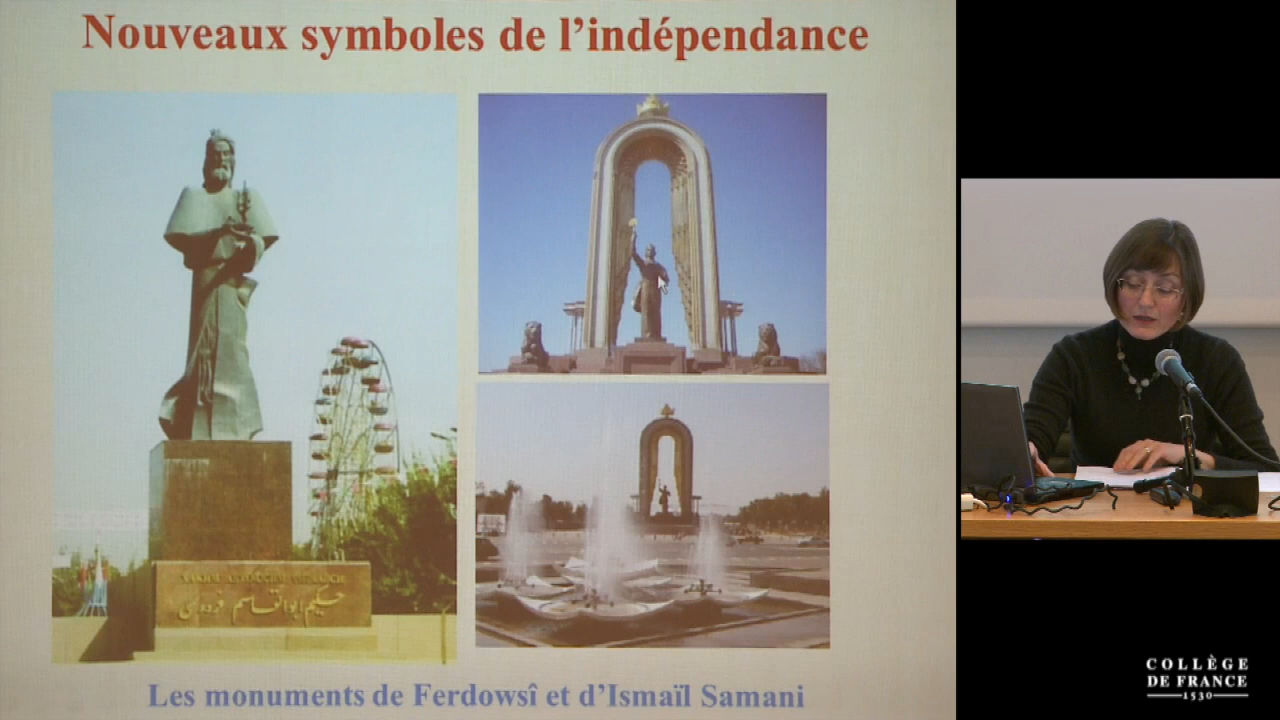 Nouveaux symboles de l'indépendance
حکیم ابوالقاسم فردوسی
Les monuments de Ferdowsî et d'Ismaïl Samani
COLLÈGE
DE FRANCE
1530